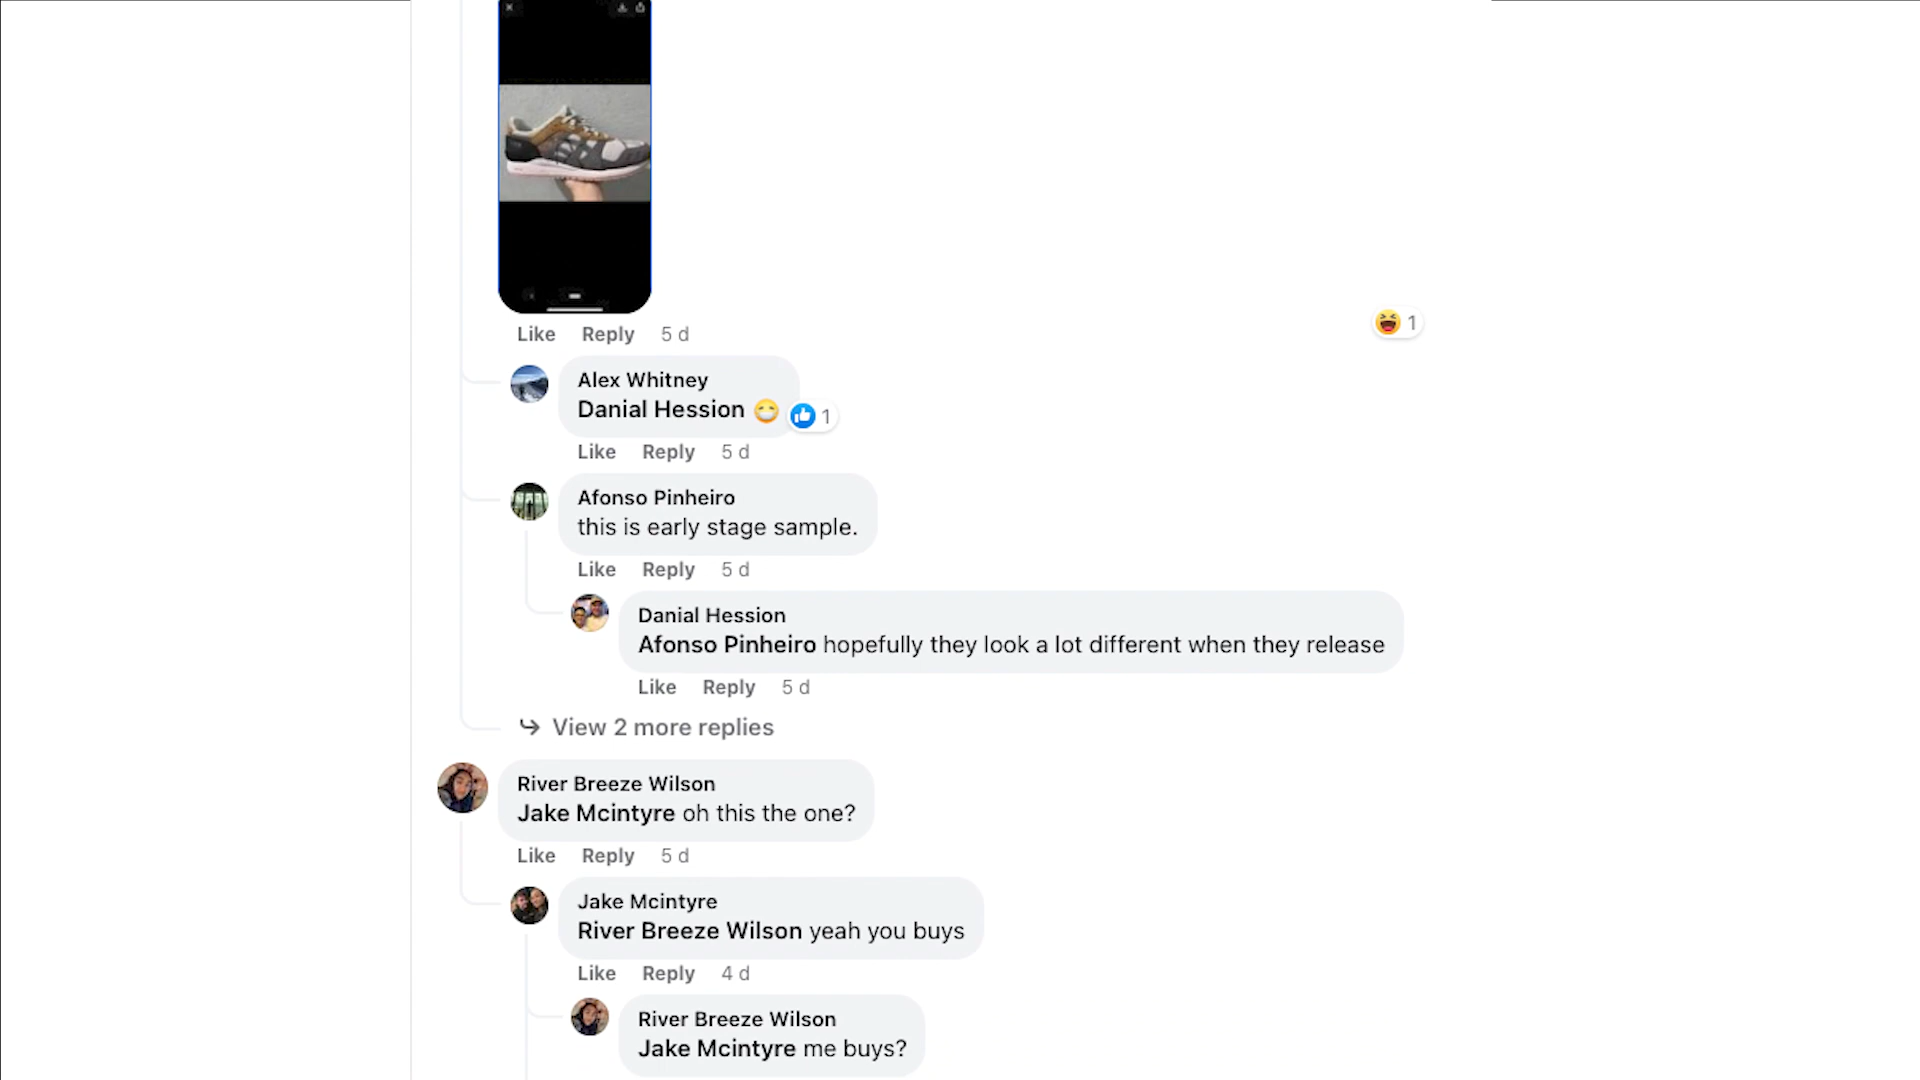 Like Reply 5 d
1
Alex Whitney
Danial Hession 😷 1
Like Reply 5 d
Afonso Pinheiro
this is early stage sample.
Like Reply 5 d
Danial Hession
Afonso Pinheiro hopefully they look a lot different when they release
Like Reply 5 d
View 2 more replies
River Breeze Wilson
Jake Mcintyre oh this the one?
Like Reply 5 d
Jake Mcintyre
River Breeze Wilson yeah you buys
Like Reply 4 d
River Breeze Wilson
Jake Mcintyre me buys?